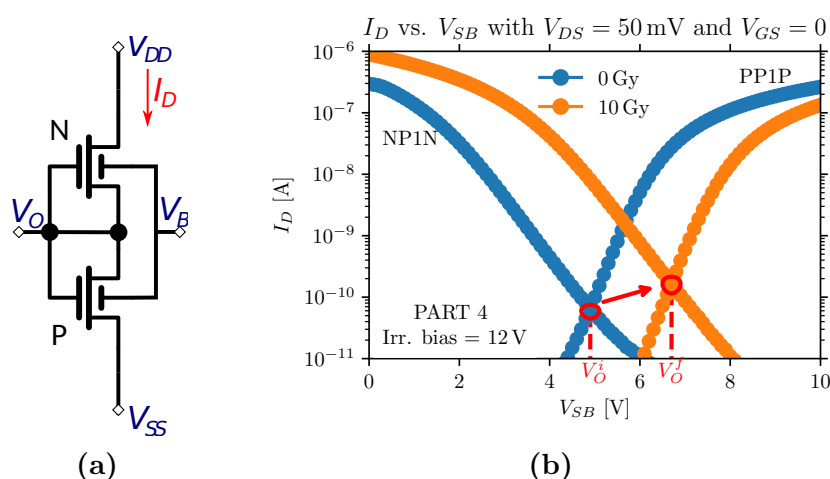 V_DD
I_D
N
V_O
V_B
P
V_SS
(a)
I_D vs. V_SB with V_DS = 50 mV and V_GS = 0
10^-6
10^-7
10^-8
10^-9
10^-10
10^-11
I_D [A]
0 Gy
10 Gy
PP1P
NP1N
PART 4
Irr. bias = 12 V
V_O^i
V_O^f
0 2 4 6 8 10
V_SB [V]
(b)